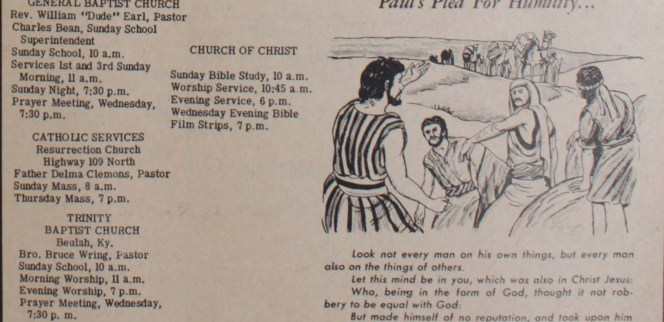 GENERAL BAPTIST CHURCH
Rev. William "Dude" Earl, Pastor
Charles Bean, Sunday School
Superintendent
Sunday School, 10 a.m.
Services 1st and 3rd Sunday
Morning, 11 a.m.
Sunday Night, 7:30 p.m.
Prayer Meeting, Wednesday,
7:30 p.m.
CATHOLIC SERVICES
Resurrection Church
Highway 109 North
Father Delma Clemons, Pastor
Sunday Mass, 8 a.m.
Thursday Mass, 7 p.m.
TRINITY
BAPTIST CHURCH
Beulah, Ky.
Bro. Bruce Wring, Pastor
Sunday School, 10 a.m.
Morning Worship, 11 a.m.
Evening Worship, 7 p.m.
Prayer Meeting, Wednesday,
7:30 p. m.
CHURCH OF CHRIST
Sunday Bible Study, 10 a.m.
Worship Service, 10:45 a.m.
Evening Service, 6 p.m.
Wednesday Evening Bible
Film Strips, 7 p.m.
Paul's Plea For Humility...
Look not every man on his own things, but every man
also on the things of others.
Let this mind be in you, which was also in Christ Jesus:
Who, being in the form of God, thought it not rob-
bery to be equal with God:
But made himself of no reputation, and took upon him